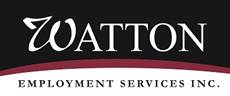 WATTON
EMPLOYMENT SERVICES INC.